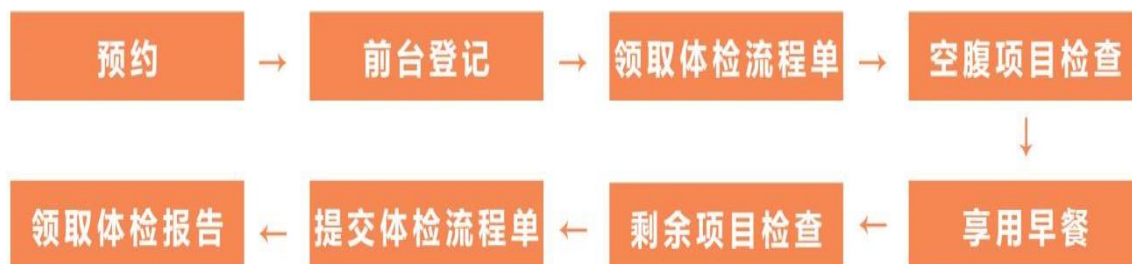 预约
前台登记
领取体检流程单
空腹项目检查
享用早餐
剩余项目检查
提交体检流程单
领取体检报告